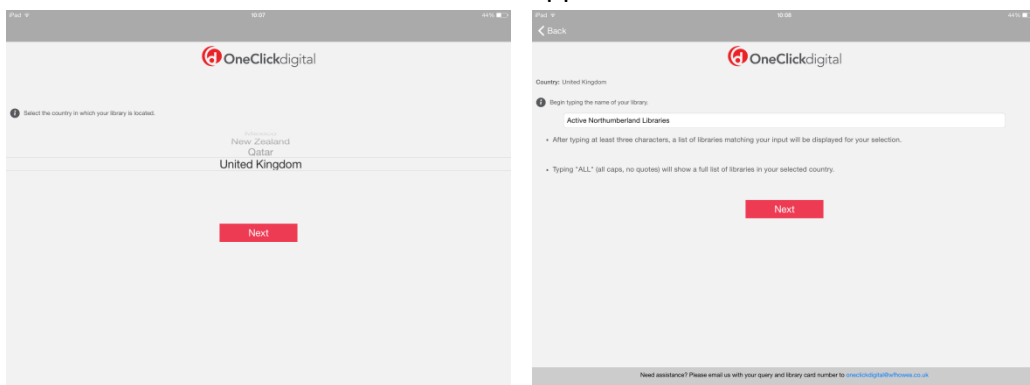 app
iPad 10:07 44%
OneClickdigital
Select the country in which your library is located.
New Zealand
Qatar
United Kingdom
Next
iPad 10:08 44%
Back
OneClickdigital
Country: United Kingdom
Begin typing the name of your library.
Active Northumberland Libraries
• After typing at least three characters, a list of libraries matching your input will be displayed for your selection.
• Typing "ALL" (all caps, no quotes) will show a full list of libraries in your selected country.
Next
Need assistance? Please email us with your query and library card number to oneclickdigital@wfhowes.co.uk